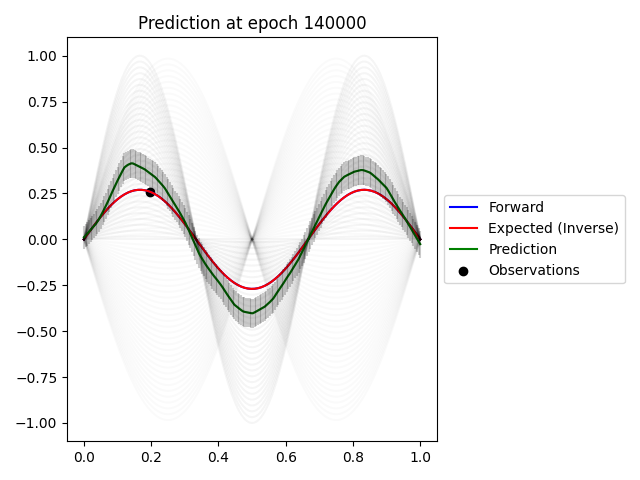 Prediction at epoch 140000
1.00
0.75
0.50
0.25
0.00
−0.25
−0.50
−0.75
−1.00
0.0 0.2 0.4 0.6 0.8 1.0
Forward
Expected (Inverse)
Prediction
Observations